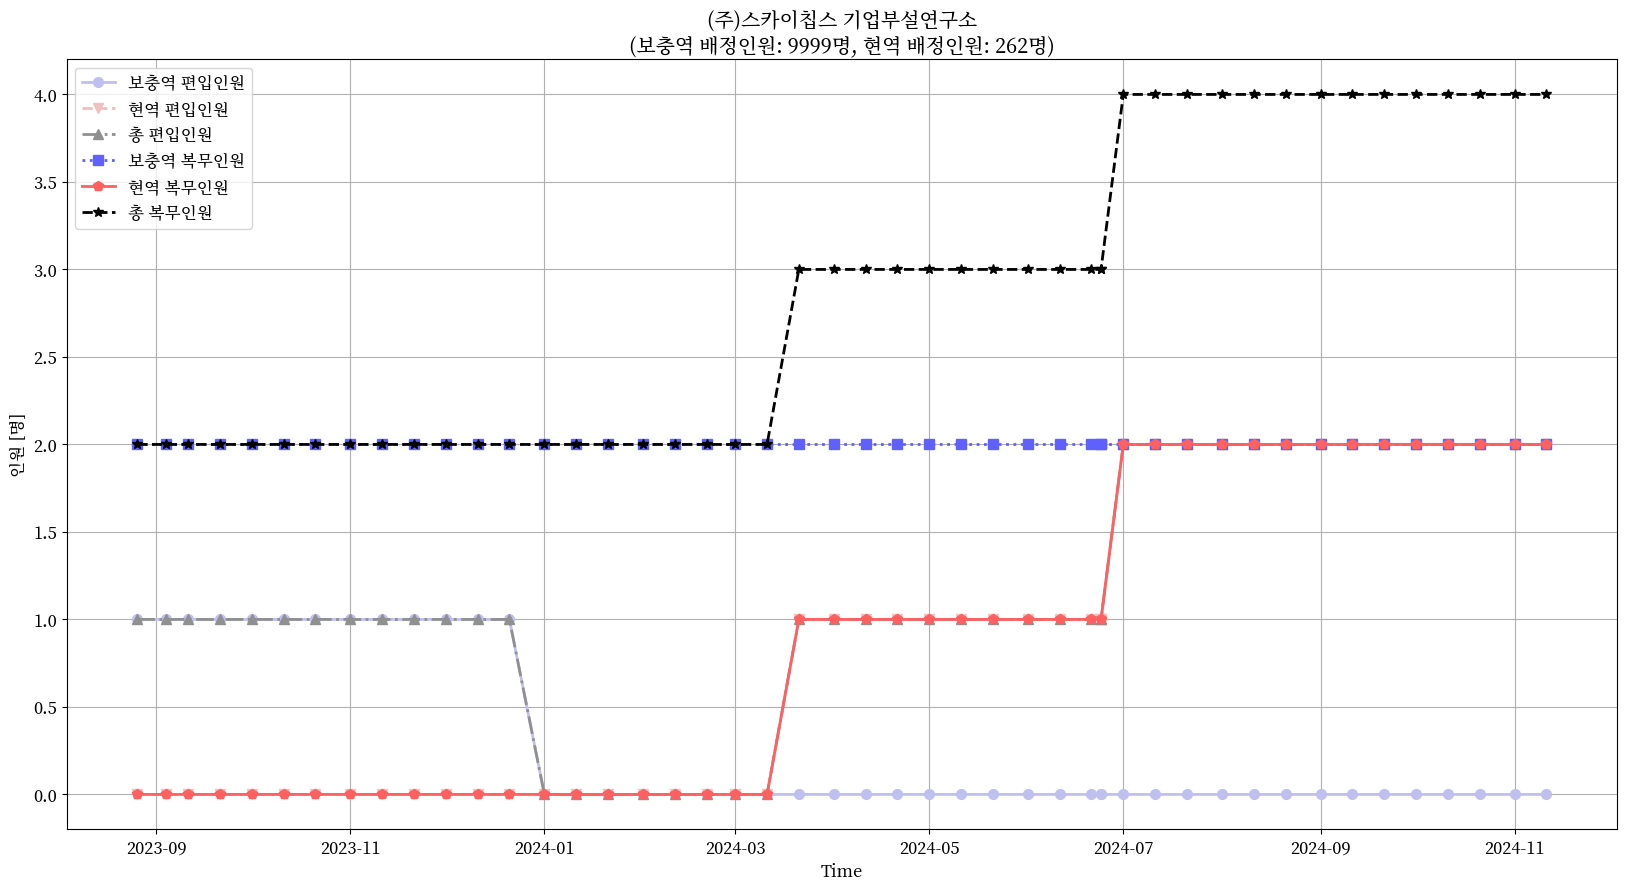 (주)스카이칩스 기업부설연구소
(보충역 배정인원: 9999명, 현역 배정인원: 262명)
보충역 편입인원
현역 편입인원
총 편입인원
보충역 복무인원
현역 복무인원
총 복무인원
4.0
3.5
3.0
2.5
2.0
1.5
1.0
0.5
0.0
인원 [명]
2023-09
2023-11
2024-01
2024-03
2024-05
2024-07
2024-09
2024-11
Time